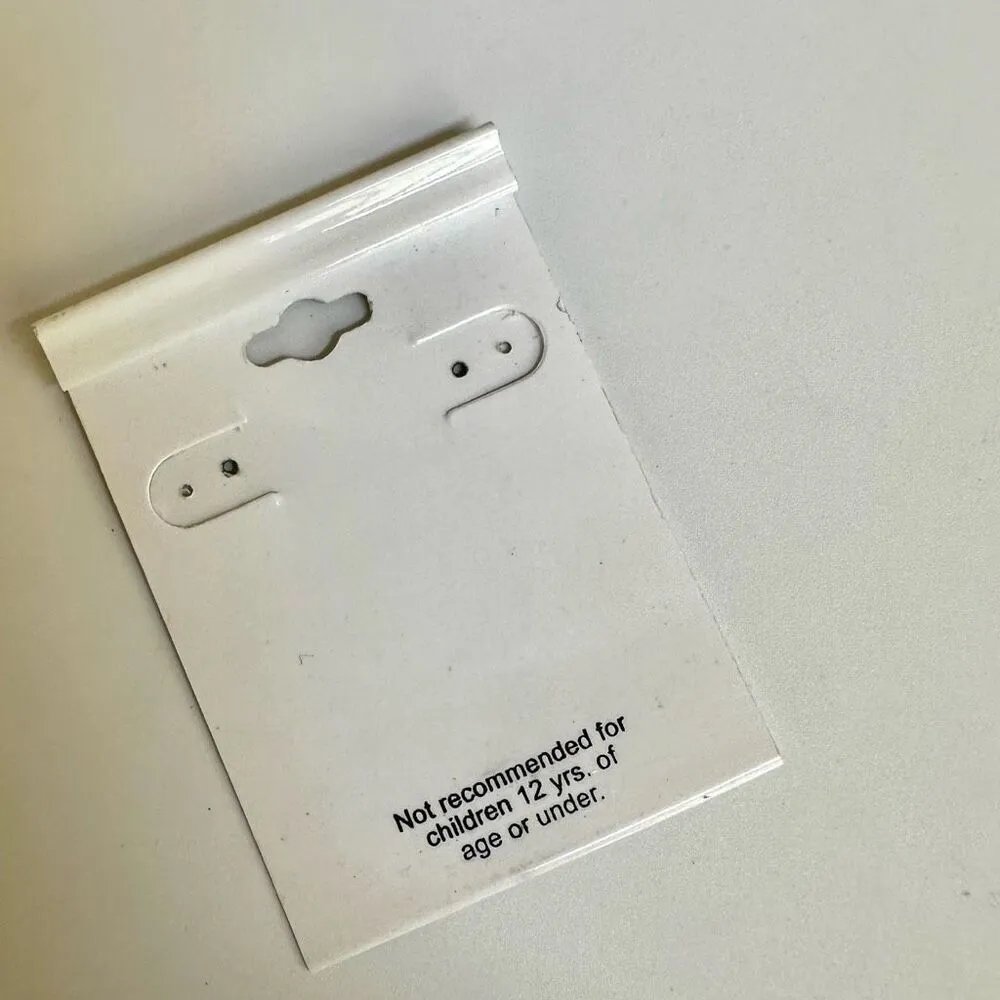 Not recommended for
children 12 yrs. of
age or under.